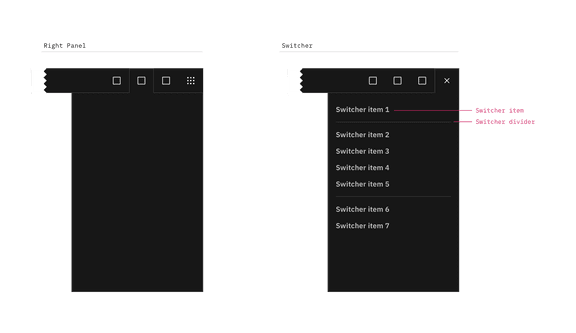 Right Panel
Switcher
Switcher item 1
Switcher item
Switcher divider
Switcher item 2
Switcher item 3
Switcher item 4
Switcher item 5
Switcher item 6
Switcher item 7